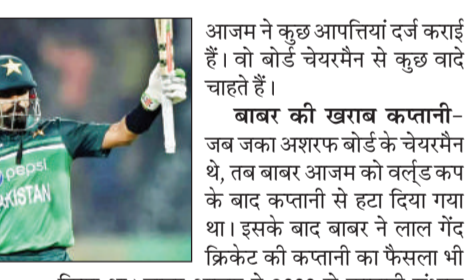 आजम ने कुछ आपत्तियां दर्ज कराई
हैं। वो बोर्ड चेयरमैन से कुछ वादे
चाहते हैं।
बाबर की खराब कप्तानी-
जब जका अशरफ बोर्ड के चेयरमैन
थे, तब बाबर आजम को वर्ल्ड कप
के बाद कप्तानी से हटा दिया गया
था। इसके बाद बाबर ने लाल गेंद
क्रिकेट की कप्तानी का फैसला भी
pepsi
PAKISTAN